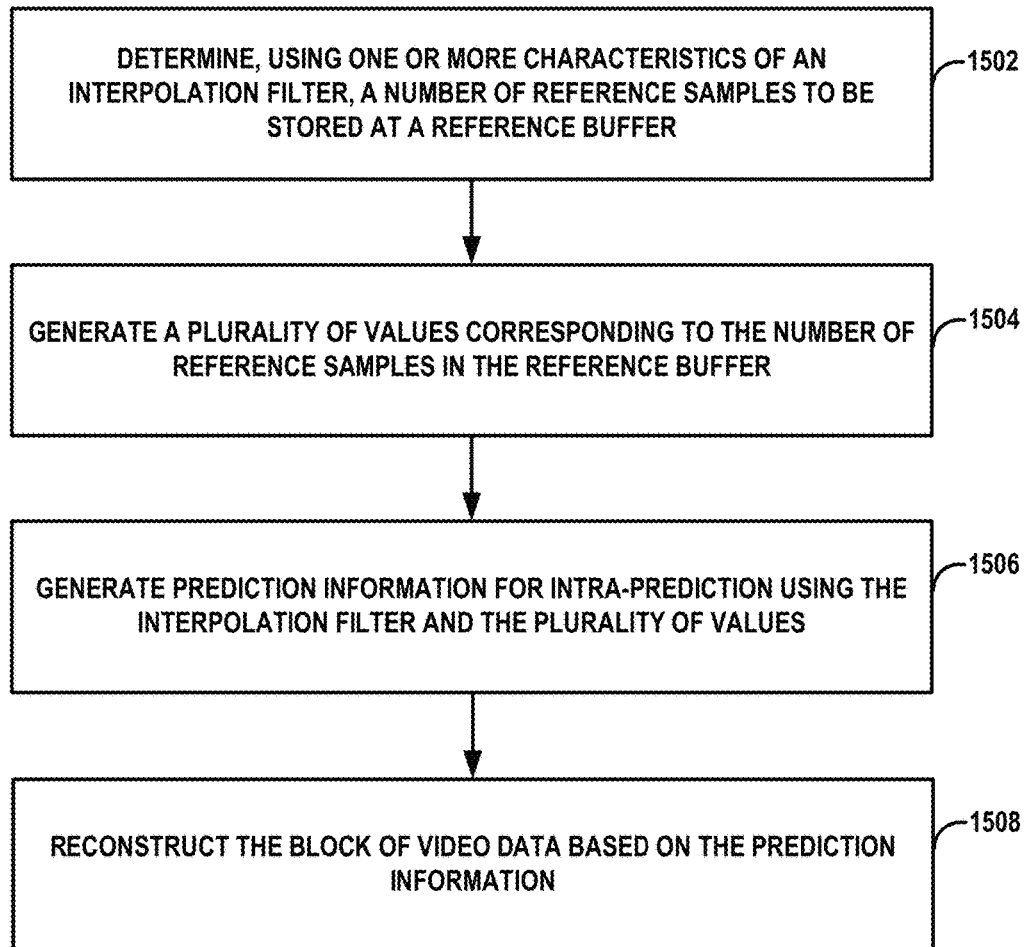 DETERMINE, USING ONE OR MORE CHARACTERISTICS OF AN
INTERPOLATION FILTER, A NUMBER OF REFERENCE SAMPLES TO BE
STORED AT A REFERENCE BUFFER
1502
GENERATE A PLURALITY OF VALUES CORRESPONDING TO THE NUMBER OF
REFERENCE SAMPLES IN THE REFERENCE BUFFER
1504
GENERATE PREDICTION INFORMATION FOR INTRA-PREDICTION USING THE
INTERPOLATION FILTER AND THE PLURALITY OF VALUES
1506
RECONSTRUCT THE BLOCK OF VIDEO DATA BASED ON THE PREDICTION
INFORMATION
1508